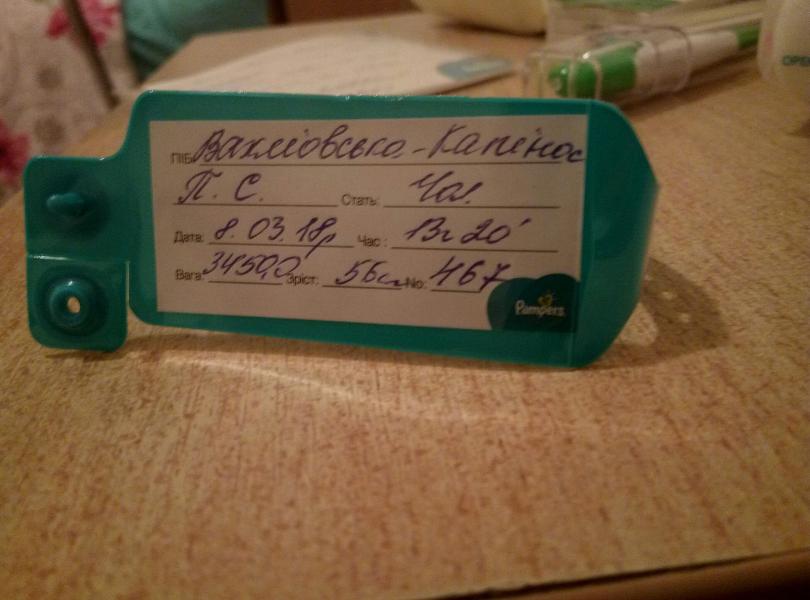 ПІБ Вахміовська-Капінос
П. С. Стать: Чол.
Дата: 8.03.18р Час: 13г 20'
Вага: 3450,0 Зріст: 56см No: 467
Pampers